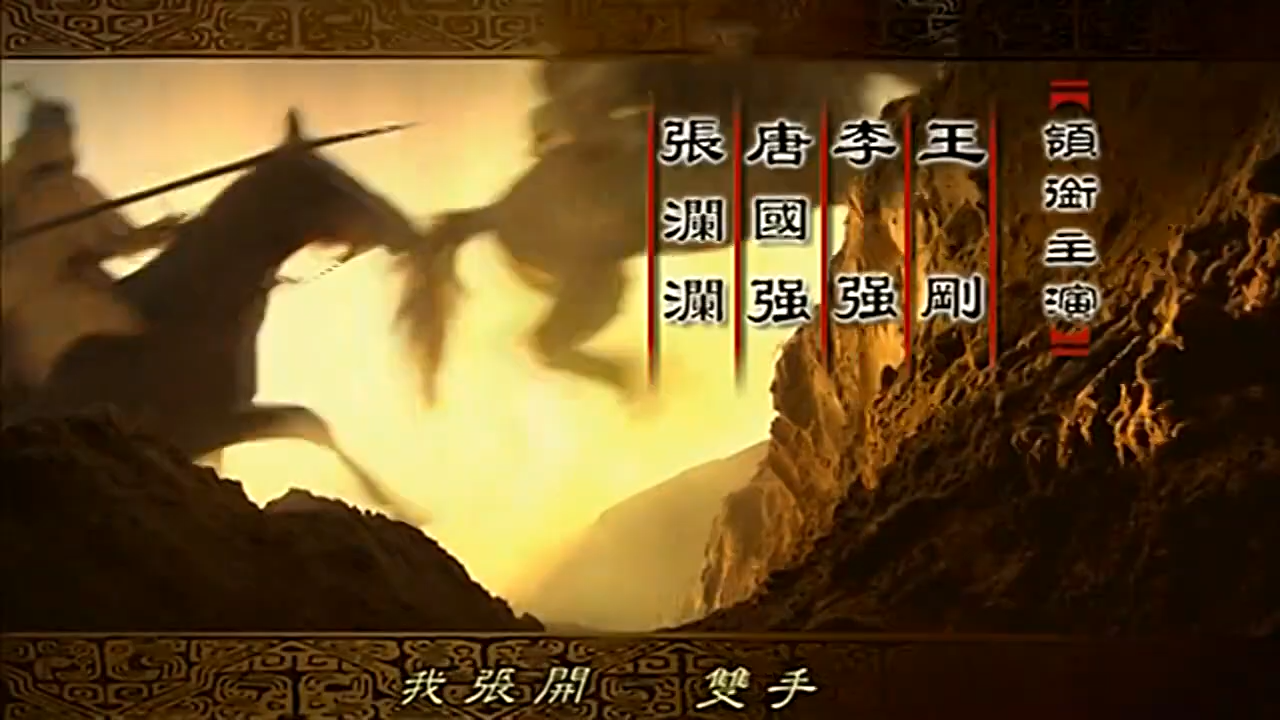 領銜主演
王剛
李强
唐國强
張瀾瀾
我張開 雙手